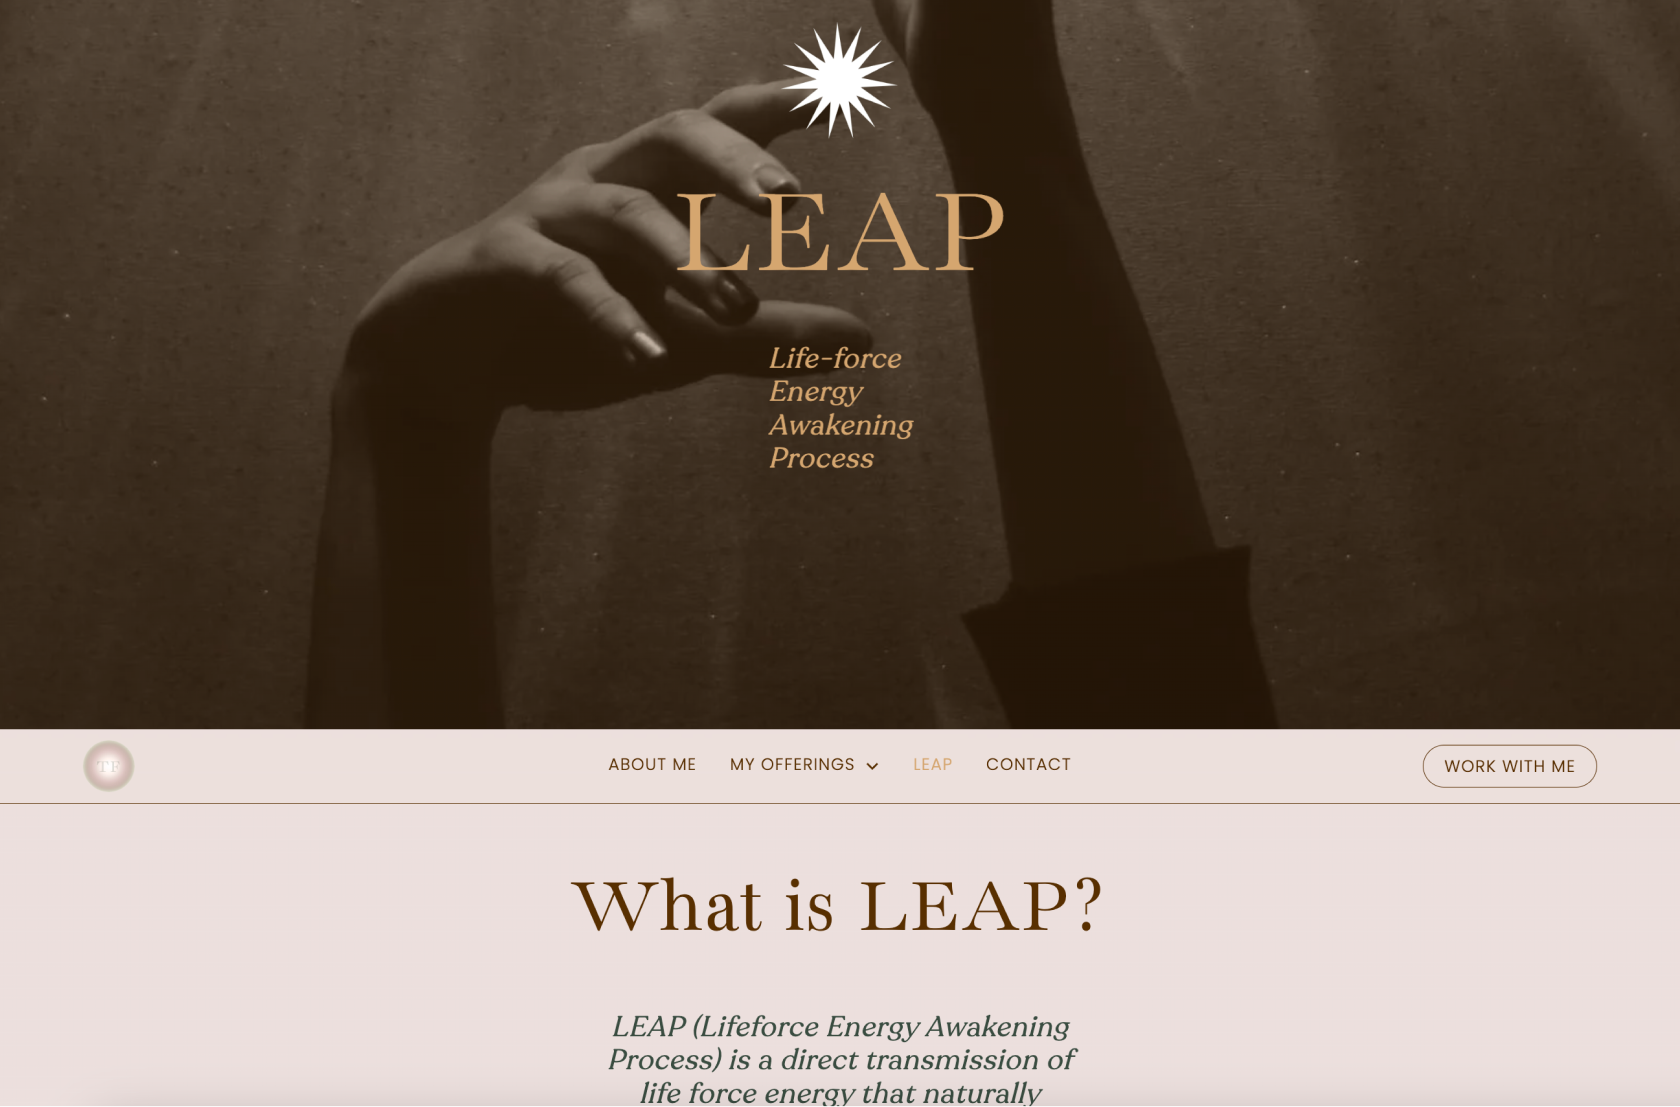 LEAP
Life-force
Energy
Awakening
Process
TF
ABOUT ME MY OFFERINGS LEAP CONTACT WORK WITH ME
What is LEAP?
LEAP (Lifeforce Energy Awakening
Process) is a direct transmission of
life force energy that naturally